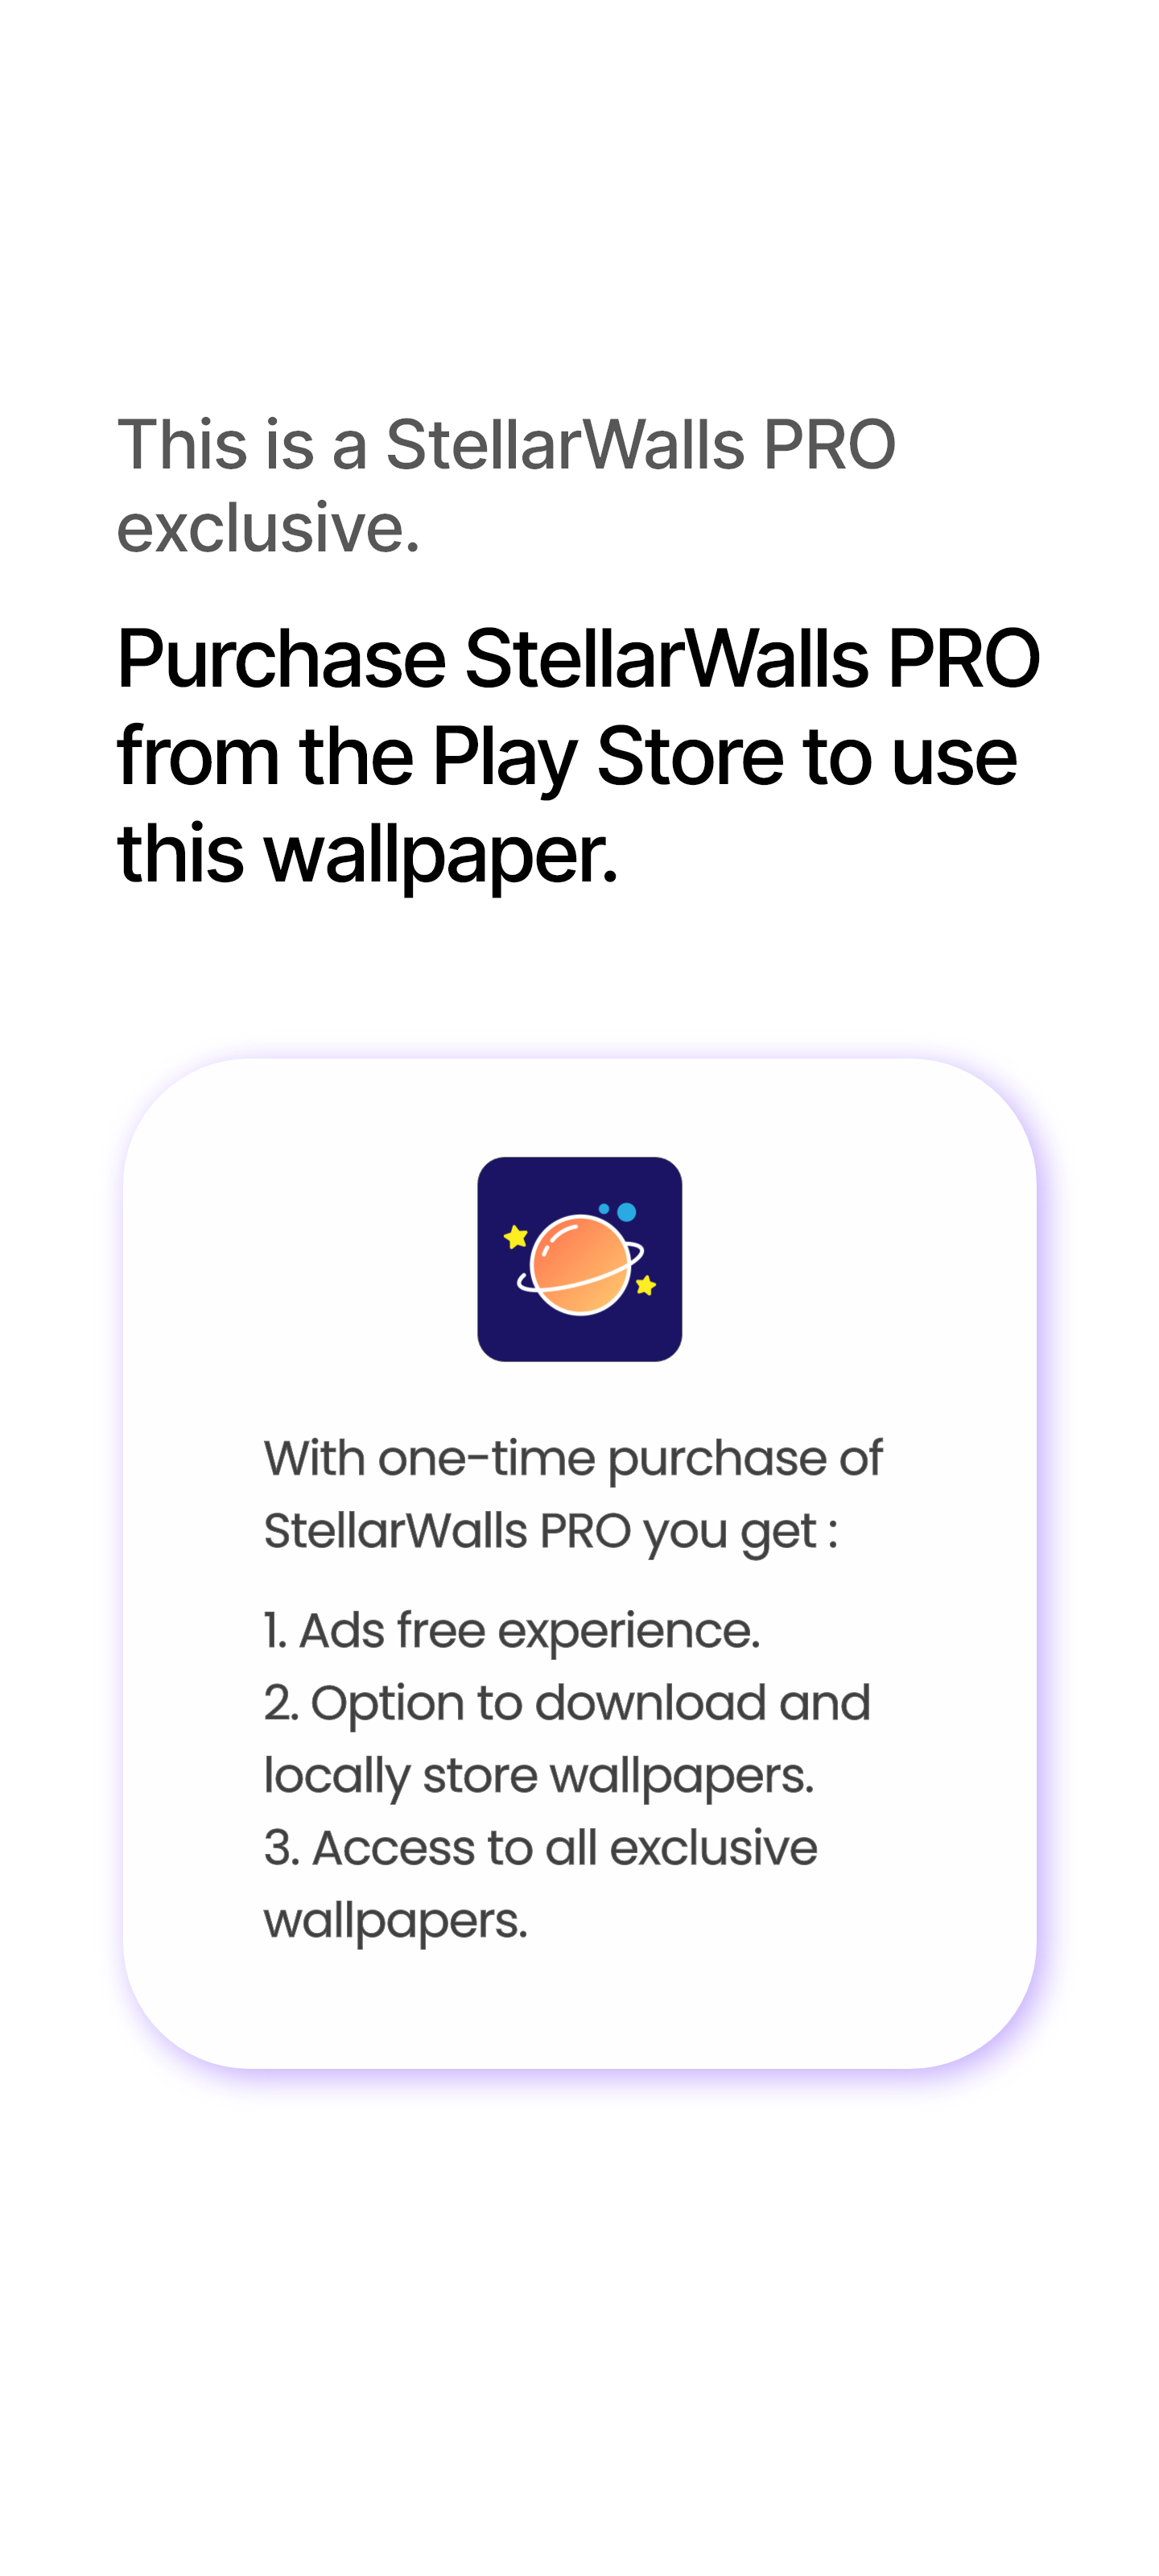 This is a StellarWalls PRO
exclusive.
Purchase StellarWalls PRO
from the Play Store to use
this wallpaper.
With one-time purchase of
StellarWalls PRO you get :
1. Ads free experience.
2. Option to download and
locally store wallpapers.
3. Access to all exclusive
wallpapers.